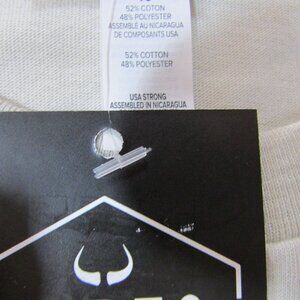 52% COTON
48% POLYESTER
ASSEMBLÉ AU NICARAGUA
DE COMPOSANTS USA
52% COTTON
48% POLYESTER
USA STRONG
ASSEMBLED IN NICARAGUA